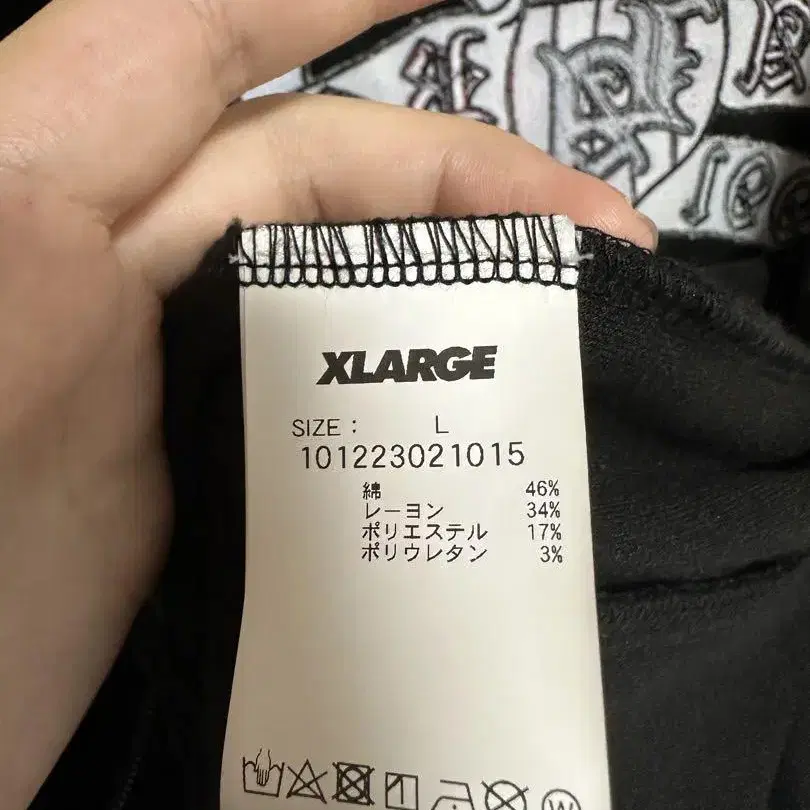 XLARGE
SIZE : L
101223021015
綿 46%
レーヨン 34%
ポリエステル 17%
ポリウレタン 3%
W